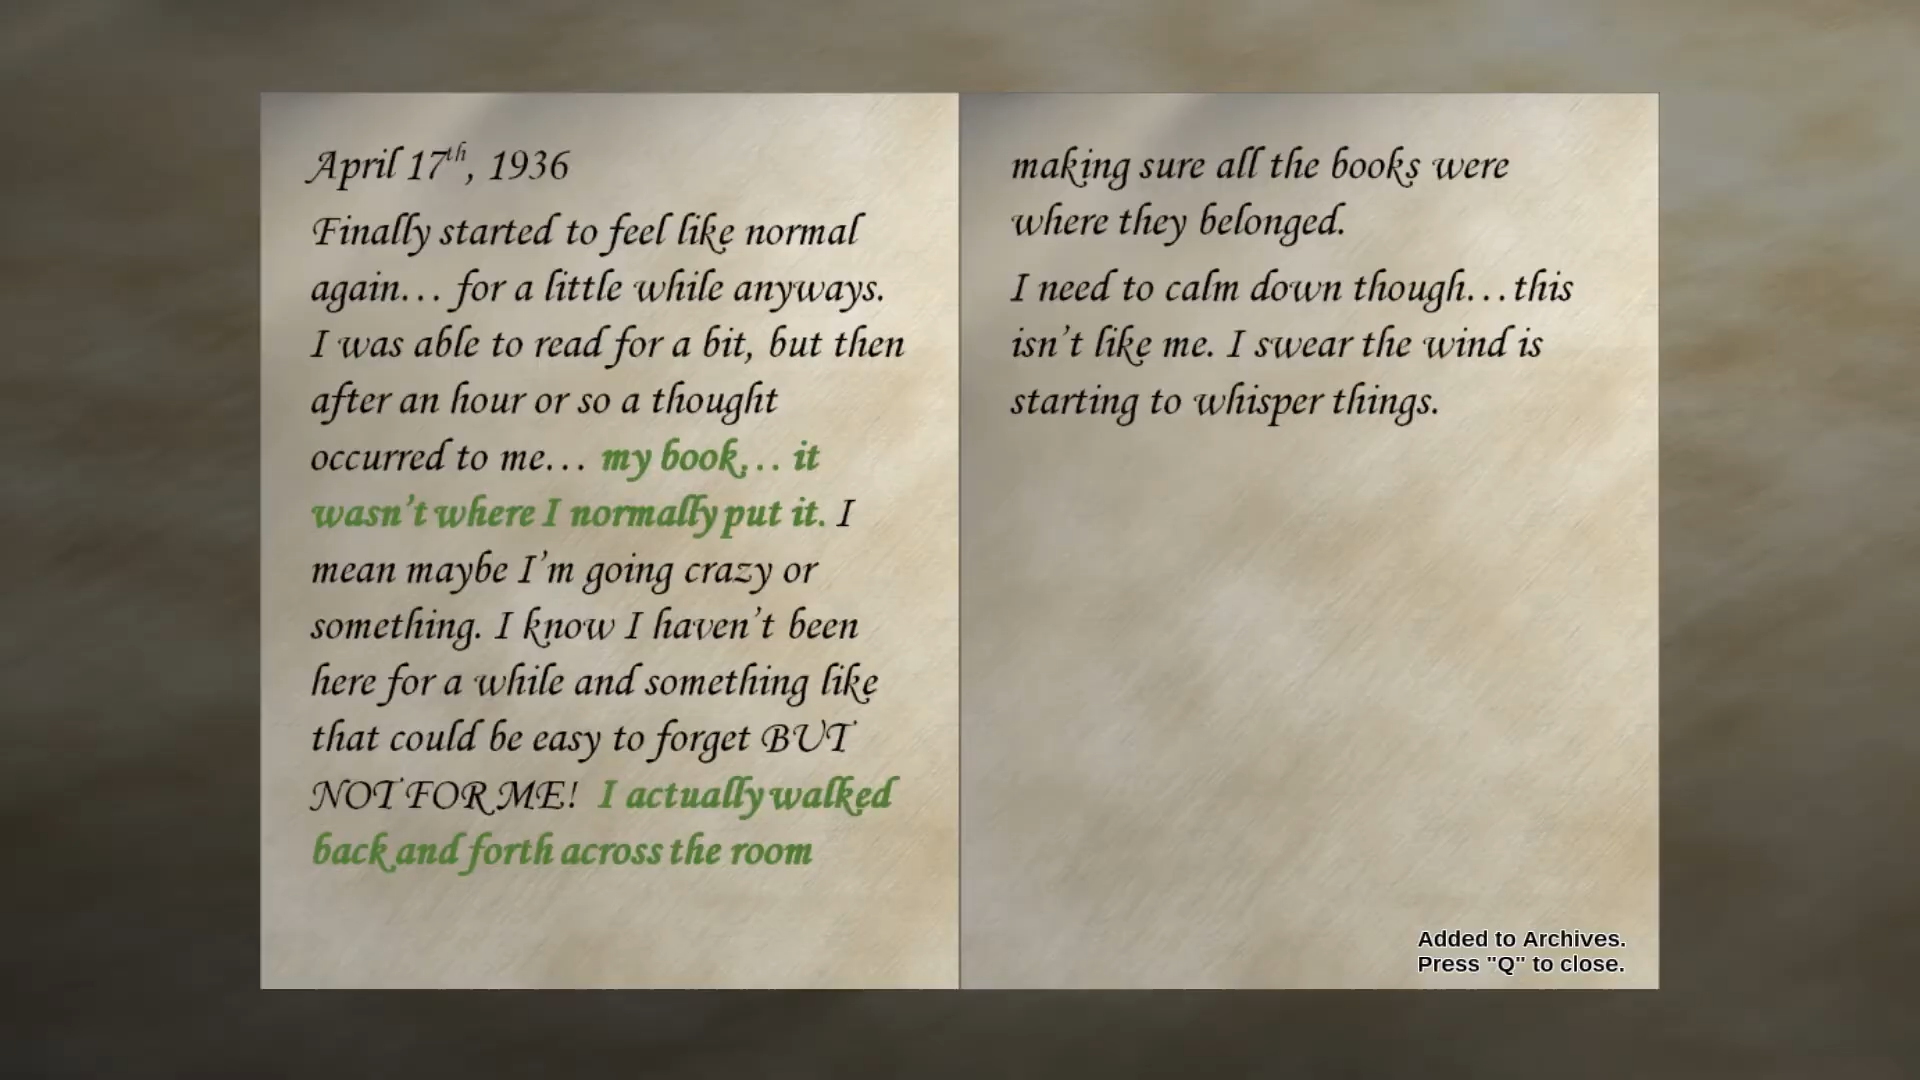 April 17th, 1936
Finally started to feel like normal
again... for a little while anyways.
I was able to read for a bit, but then
after an hour or so a thought
occurred to me... my book... it
wasn't where I normally put it. I
mean maybe I'm going crazy or
something. I know I haven't been
here for a while and something like
that could be easy to forget BUT
NOT FOR ME! I actually walked
back and forth across the room
making sure all the books were
where they belonged.
I need to calm down though...this
isn't like me. I swear the wind is
starting to whisper things.
Added to Archives.
Press "Q" to close.